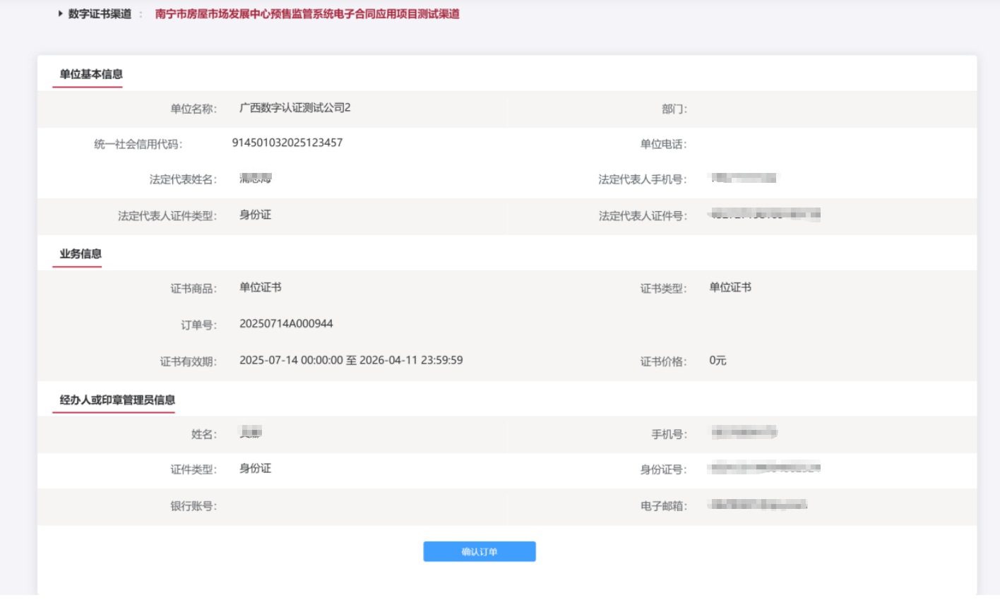 数字证书渠道 : 南宁市房屋市场发展中心预售监管系统电子合同应用项目测试渠道
单位基本信息
单位名称: 广西数字认证测试公司2 部门:
统一社会信用代码: 914501032025123457 单位电话:
法定代表姓名: 法定代表人手机号:
法定代表人证件类型: 身份证 法定代表人证件号:
业务信息
证书商品: 单位证书 证书类型: 单位证书
订单号: 20250714A000944
证书有效期: 2025-07-14 00:00:00 至 2026-04-11 23:59:59 证书价格: 0元
经办人或印章管理员信息
姓名: 手机号:
证件类型: 身份证 身份证号:
银行账号: 电子邮箱:
确认订单